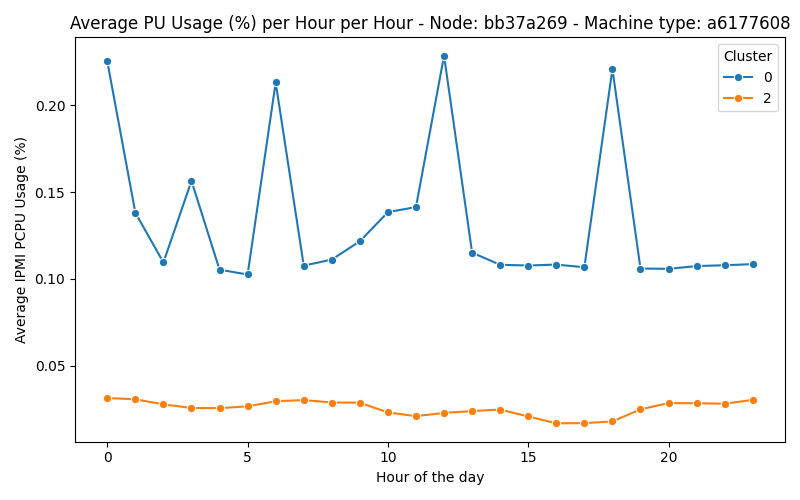 Average PU Usage (%) per Hour per Hour - Node: bb37a269 - Machine type: a6177608
Cluster
0
2
Average IPMI PCPU Usage (%)
0.20
0.15
0.10
0.05
0 5 10 15 20
Hour of the day